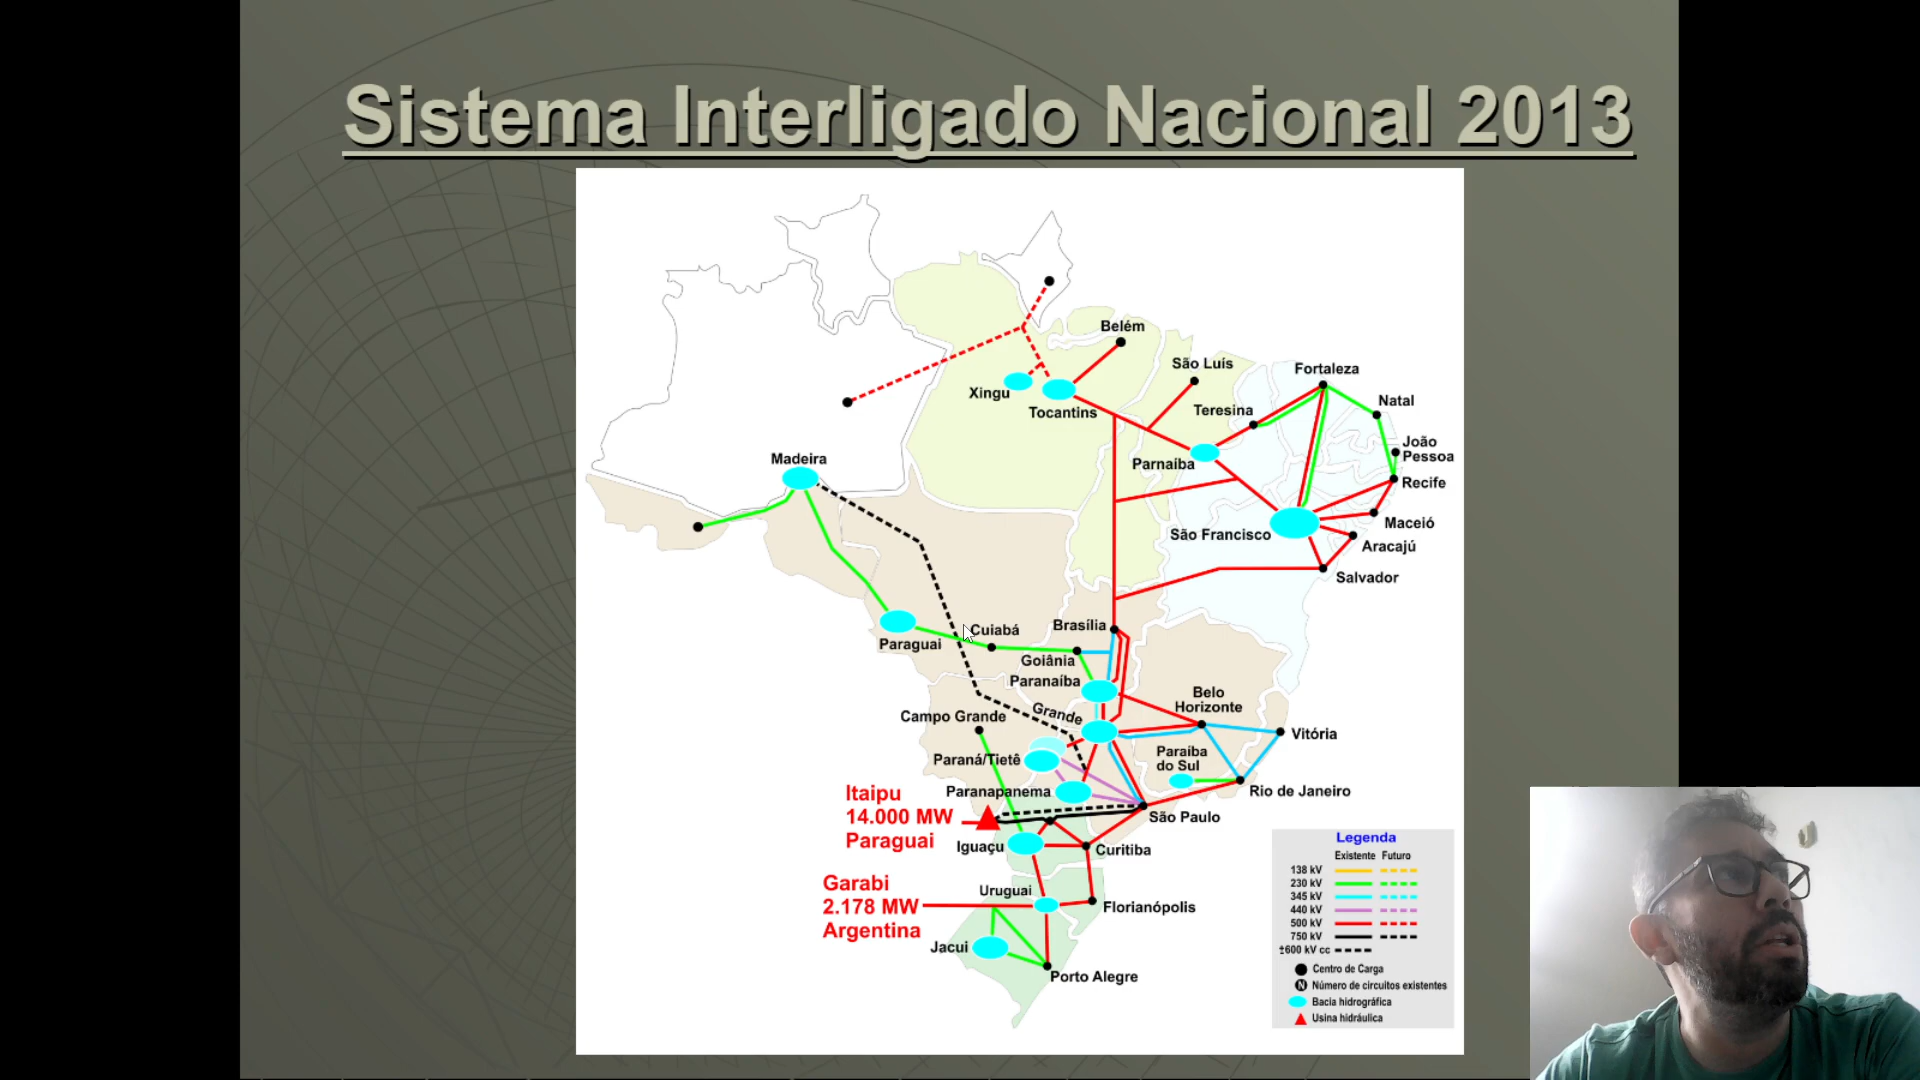 Sistema Interligado Nacional 2013
Belém
São Luís
Fortaleza
Xingu
Tocantins
Teresina
Natal
João
Pessoa
Parnaíba
Recife
Madeira
Maceió
São Francisco
Aracajú
Salvador
Cuiabá
Brasília
Paraguai
Goiânia
Paranaíba
Belo
Horizonte
Grande
Campo Grande
Vitória
Paraíba
do Sul
Paraná/Tietê
Paranapanema
Rio de Janeiro
Itaipu
14.000 MW
Paraguai
São Paulo
Iguaçu
Curitiba
Garabi
2.178 MW
Argentina
Uruguai
Florianópolis
Jacui
Porto Alegre
Legenda
Existente Futuro
138 kV
230 kV
345 kV
440 kV
500 kV
750 kV
±600 kV cc
Centro de Carga
N Número de circuitos existentes
Bacia hidrográfica
Usina hidráulica